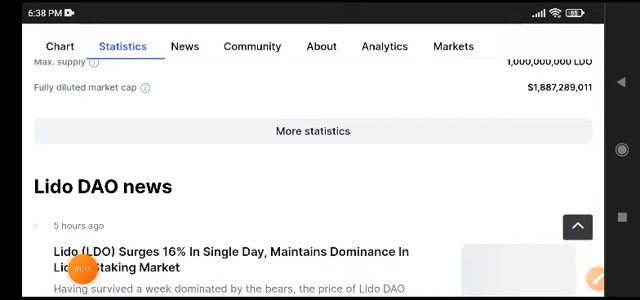 6:38 PM
Chart Statistics News Community About Analytics Markets
Max. supply 1,000,000,000 LDO
Fully diluted market cap $1,887,289,011
More statistics
Lido DAO news
5 hours ago
Lido (LDO) Surges 16% In Single Day, Maintains Dominance In
Staking Market
01:11
Having survived a week dominated by the bears, the price of Lido DAO